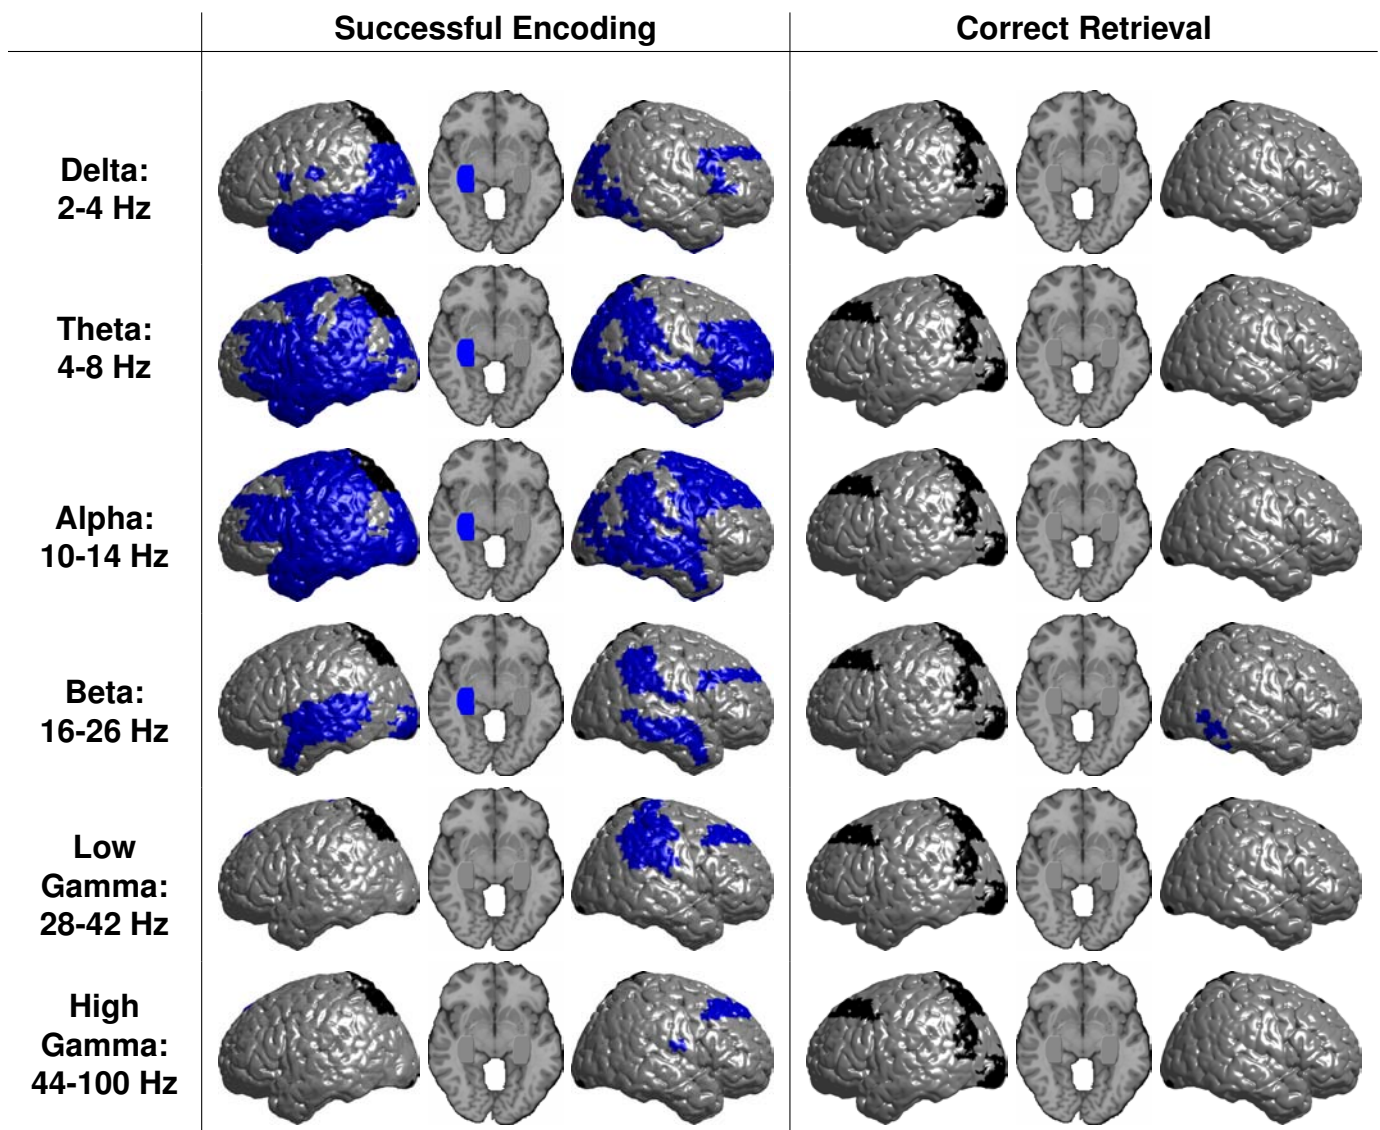 Successful Encoding
Correct Retrieval
Delta:
2-4 Hz
Theta:
4-8 Hz
Alpha:
10-14 Hz
Beta:
16-26 Hz
Low
Gamma:
28-42 Hz
High
Gamma:
44-100 Hz